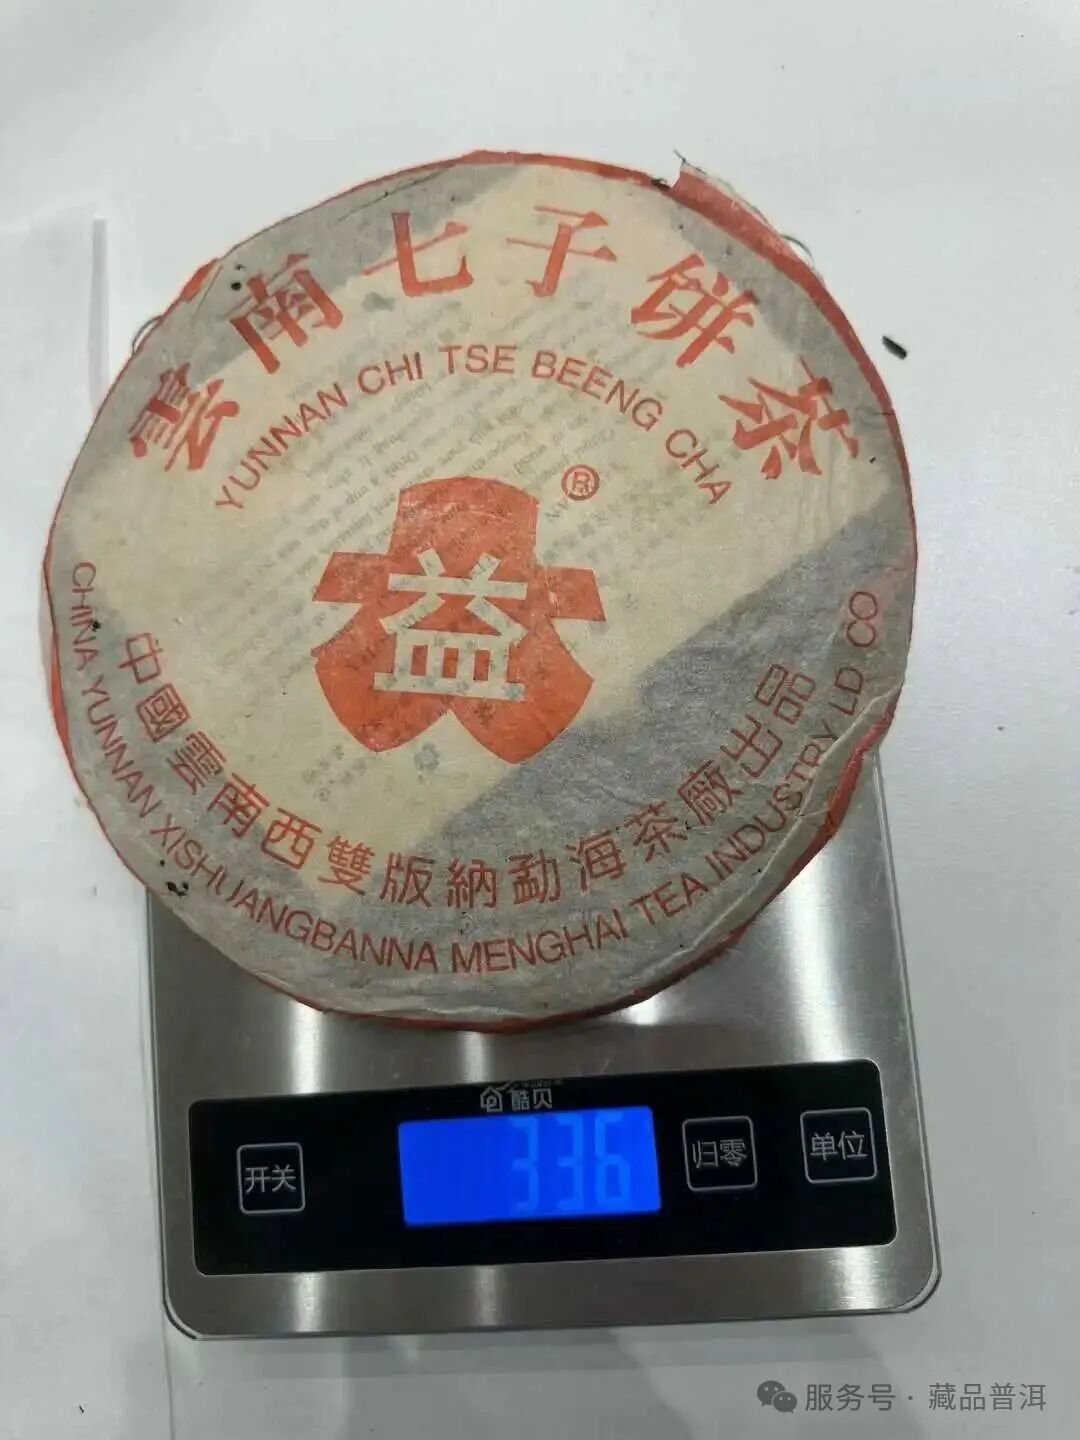 雲南七子餅茶
YUNNAN CHI TSE BEENG CHA
®
益
中國雲南西雙版納勐海茶廠出品
CHINA YUNNAN XISHUANGBANNA MENGHAI TEA INDUSTRY LD CO
酷贝
开关
336
归零
单位
服务号 · 藏品普洱